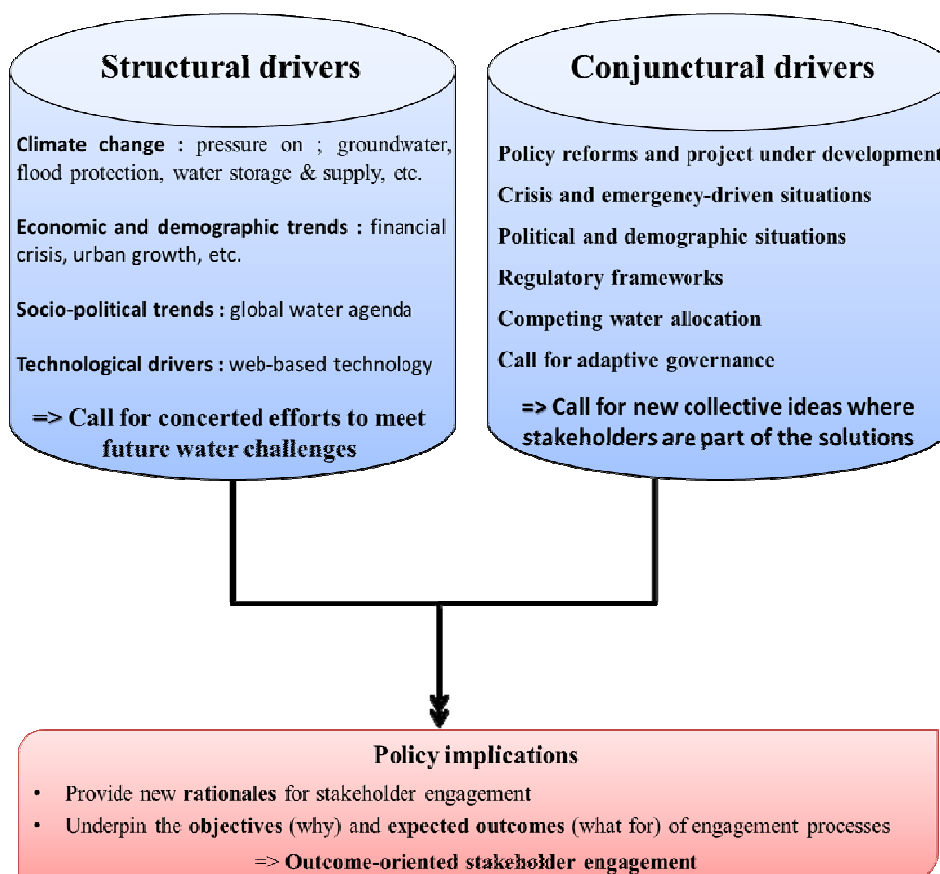 Structural drivers
Climate change : pressure on ; groundwater,
flood protection, water storage & supply, etc.
Economic and demographic trends : financial
crisis, urban growth, etc.
Socio-political trends : global water agenda
Technological drivers : web-based technology
=> Call for concerted efforts to meet
future water challenges
Conjunctural drivers
Policy reforms and project under development
Crisis and emergency-driven situations
Political and demographic situations
Regulatory frameworks
Competing water allocation
Call for adaptive governance
=> Call for new collective ideas where
stakeholders are part of the solutions
Policy implications
• Provide new rationales for stakeholder engagement
• Underpin the objectives (why) and expected outcomes (what for) of engagement processes
=> Outcome-oriented stakeholder engagement